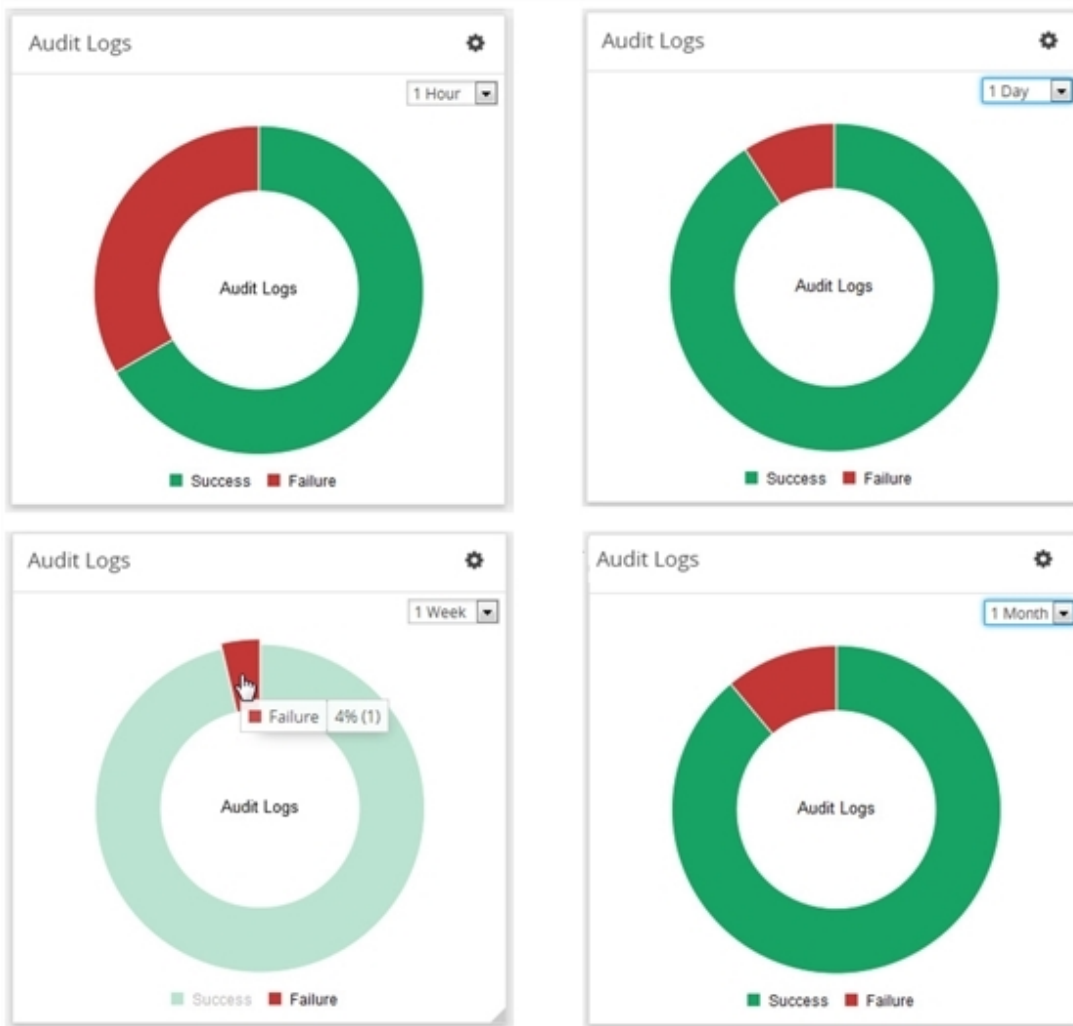 Audit Logs
1 Hour
Audit Logs
Success Failure
Audit Logs
1 Day
Audit Logs
Success Failure
Audit Logs
1 Week
Failure 4% (1)
Audit Logs
Success Failure
Audit Logs
1 Month
Audit Logs
Success Failure